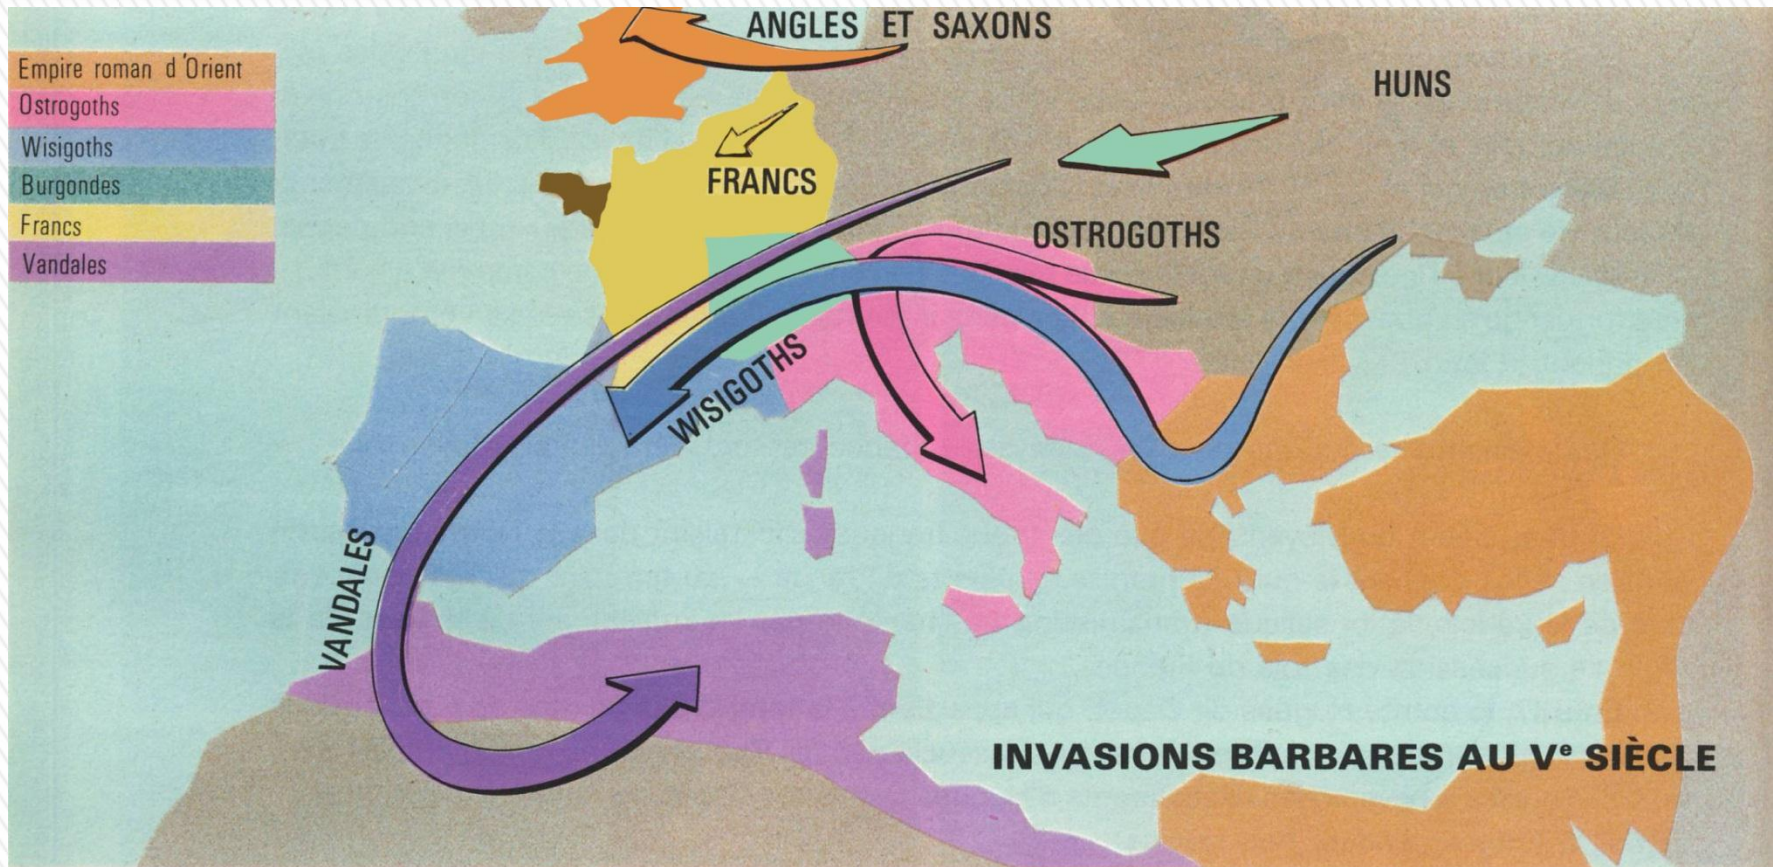 ANGLES ET SAXONS
Empire roman d'Orient
Ostrogoths
Wisigoths
Burgondes
Francs
Vandales
HUNS
FRANCS
OSTROGOTHS
WISIGOTHS
VANDALES
INVASIONS BARBARES AU Ve SIÈCLE